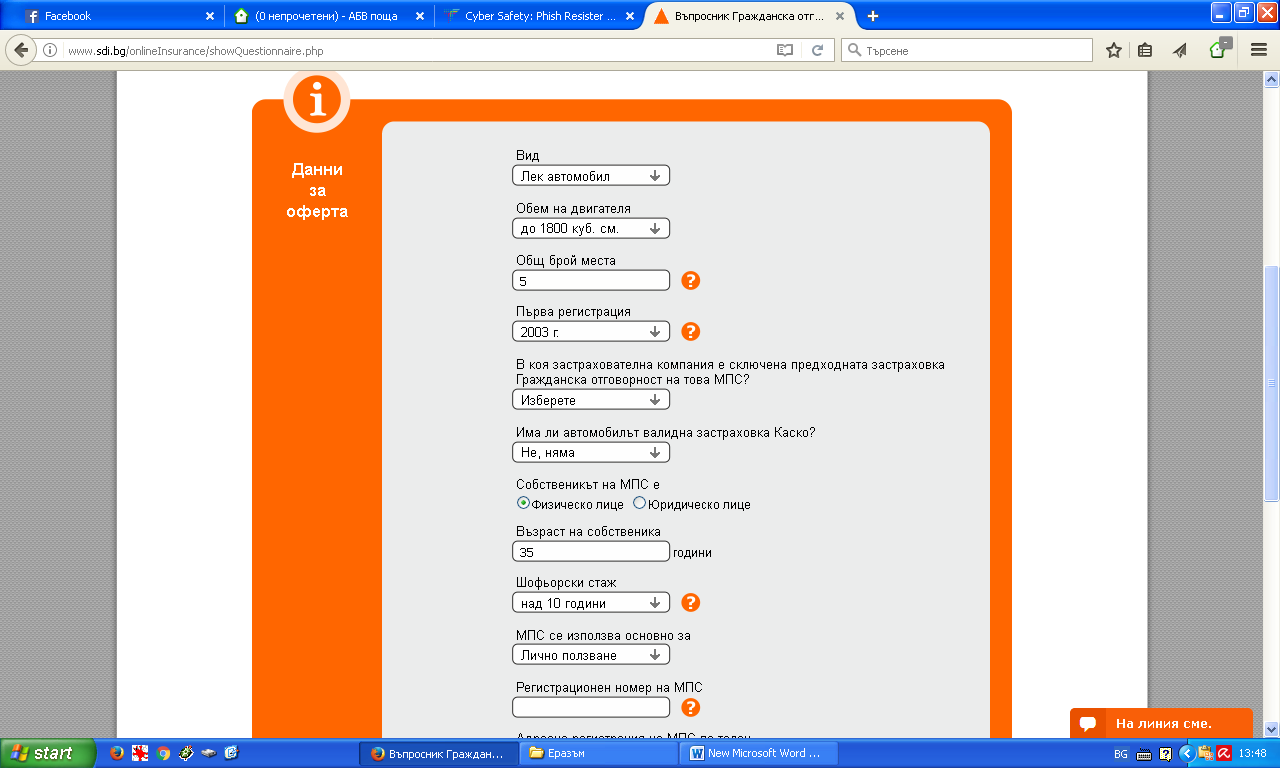 Facebook
(0 непрочетени) - АБВ поща
Cyber Safety: Phish Resister ...
Въпросник Гражданска отг...
www.sdi.bg/onlineInsurance/showQuestionnaire.php
Търсене
Данни
за
оферта
Вид
Лек автомобил
Обем на двигателя
до 1800 куб. см.
Общ брой места
5
?
Първа регистрация
2003 г.
?
В коя застрахователна компания е сключена предходната застраховка
Гражданска отговорност на това МПС?
Изберете
Има ли автомобилът валидна застраховка Каско?
Не, няма
Собственикът на МПС е
Физическо лице Юридическо лице
Възраст на собственика
35 години
Шофьорски стаж
над 10 години
?
МПС се използва основно за
Лично ползване
Регистрационен номер на МПС
?
На линия сме.
start
Въпросник Граждан...
Еразъм
New Microsoft Word ...
BG
13:48